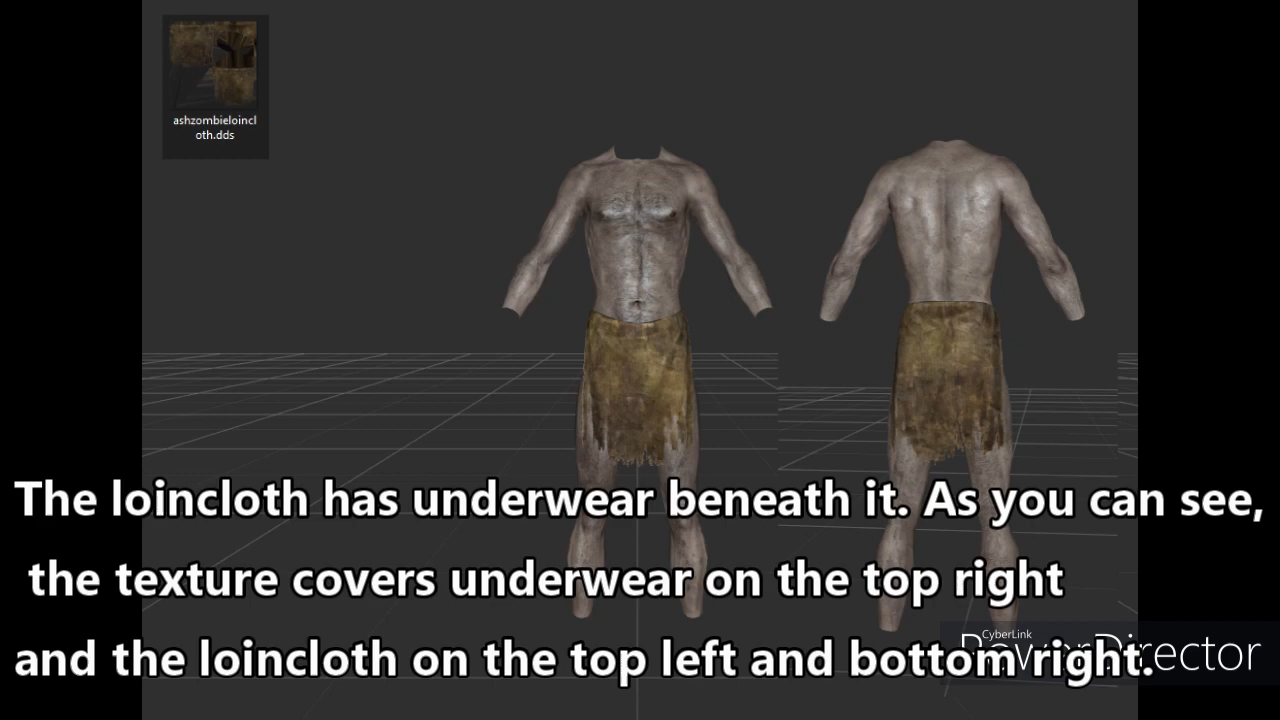 ashzombieloincl
oth.dds
The loincloth has underwear beneath it. As you can see,
the texture covers underwear on the top right
and the loincloth on the top left and bottom right.
CyberLink
PowerDirector